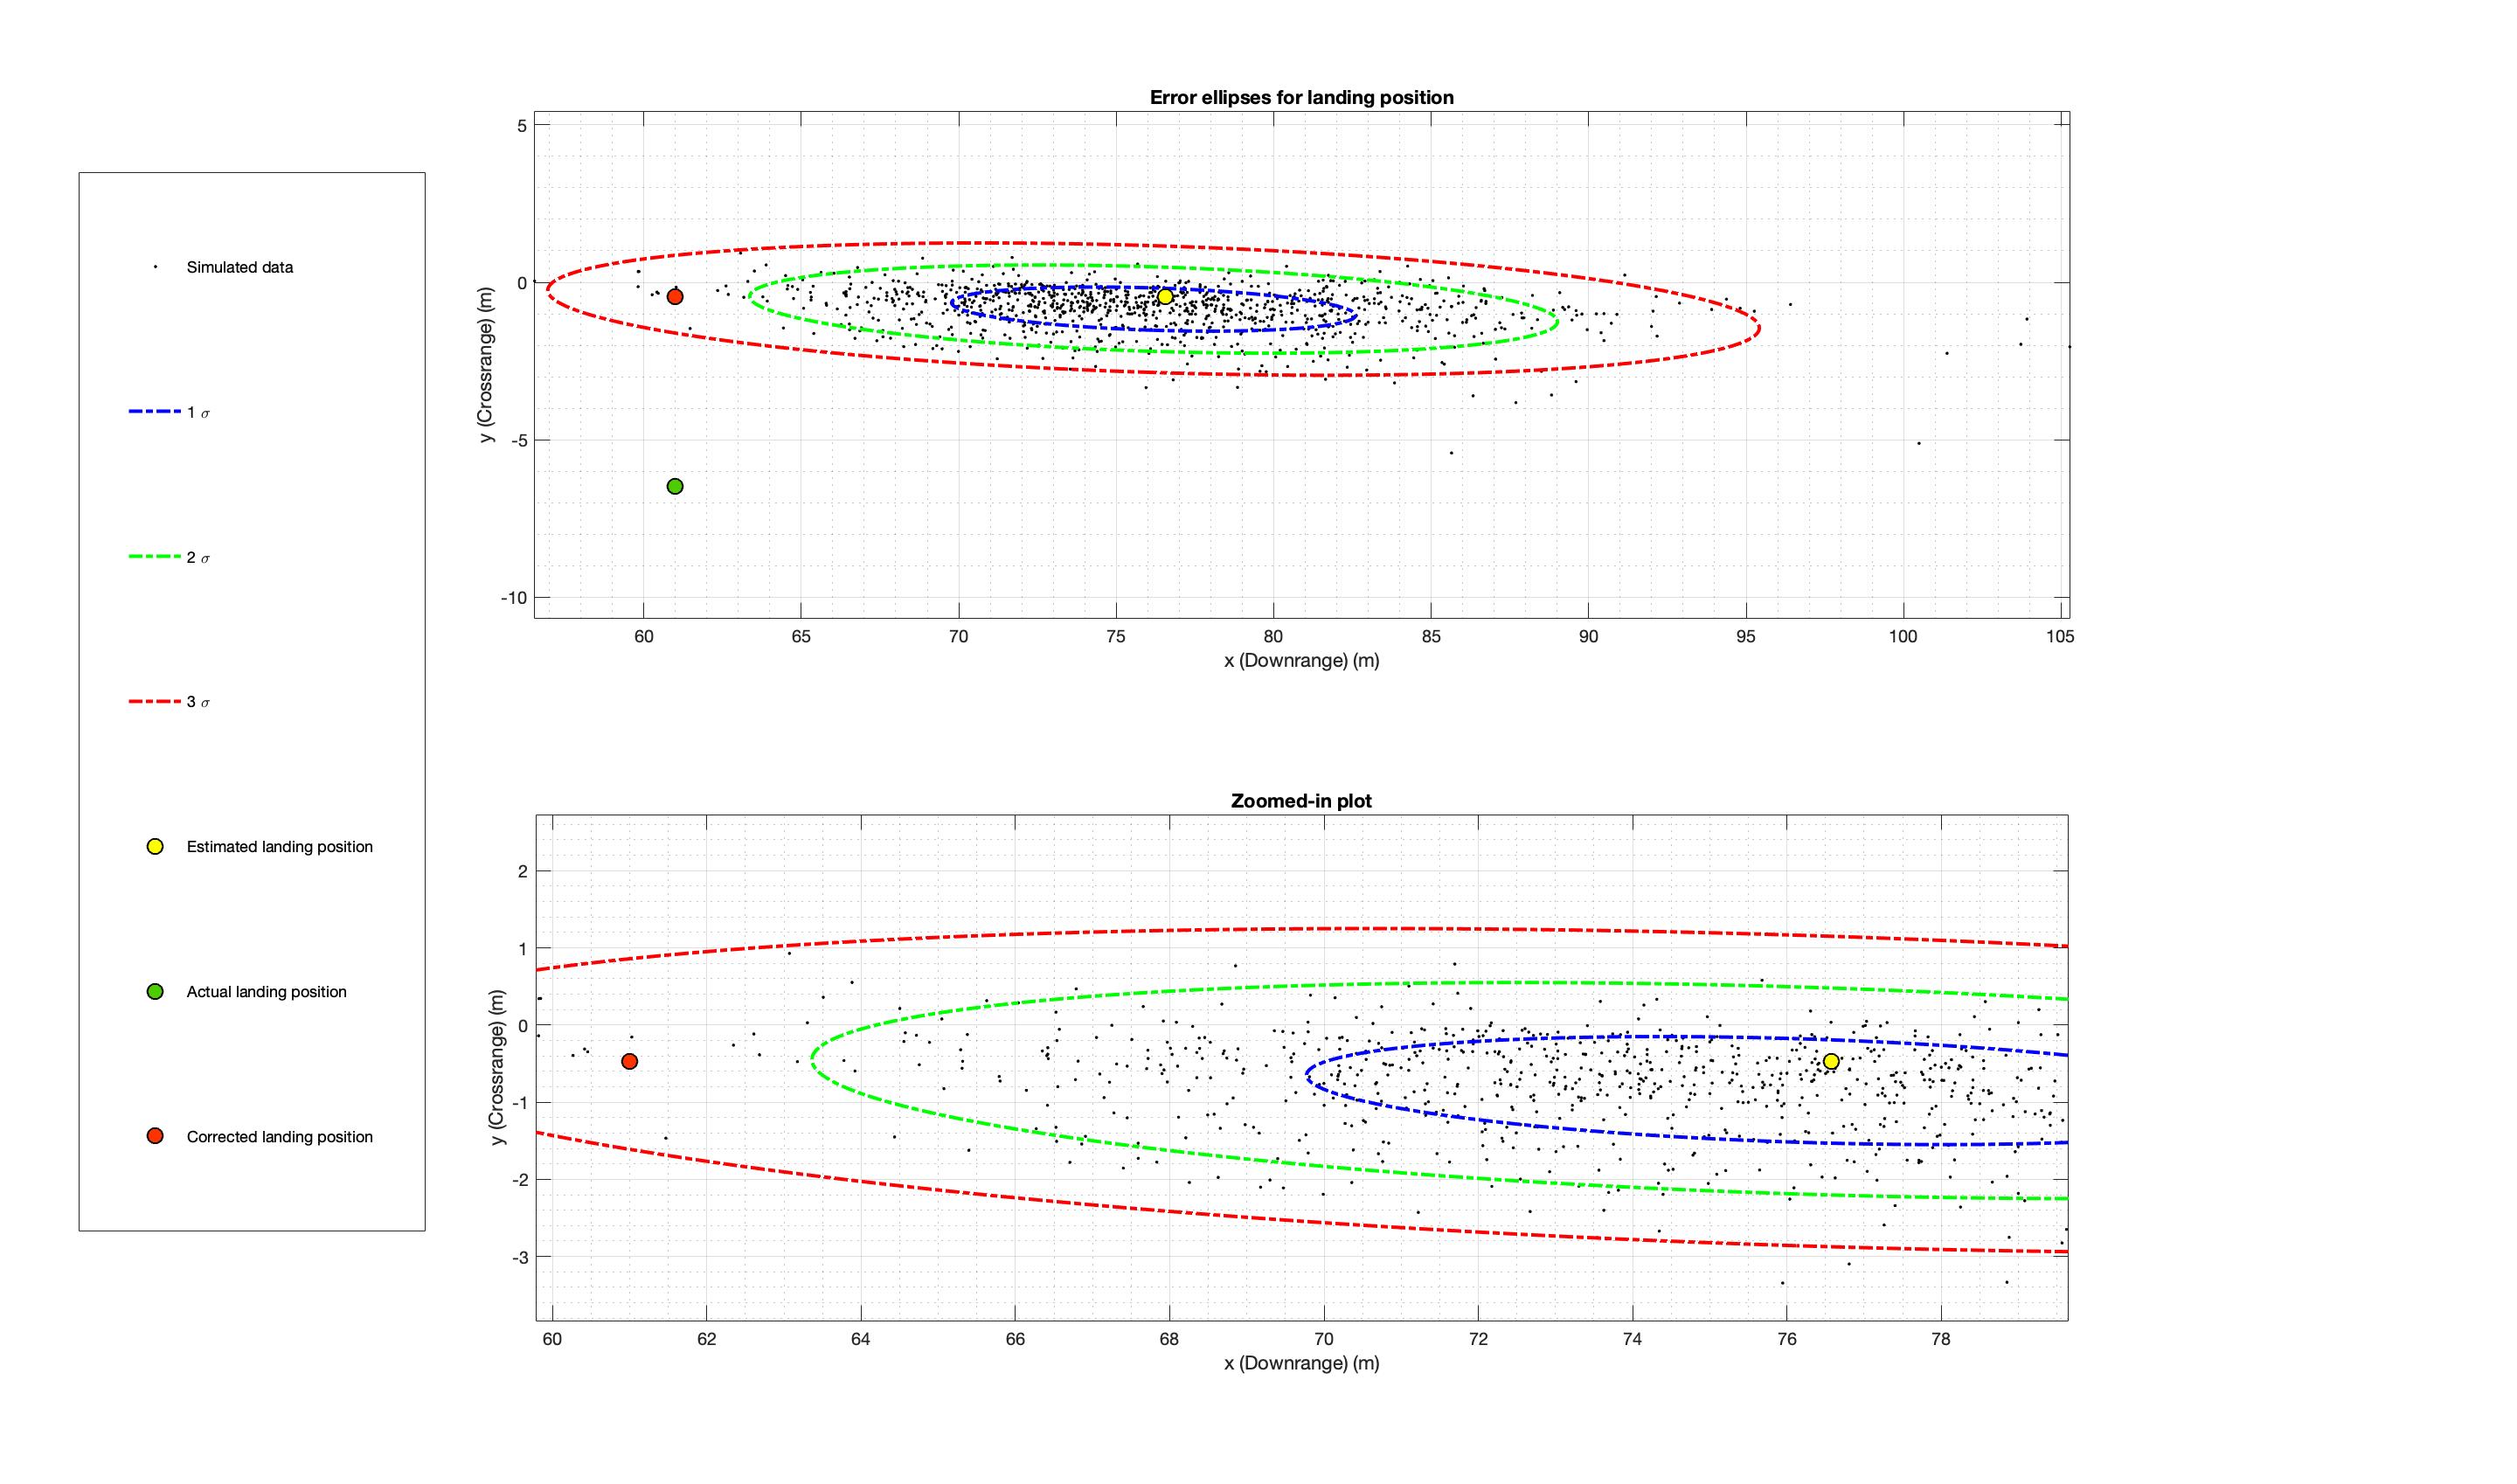 Simulated data
1 σ
2 σ
3 σ
Estimated landing position
Actual landing position
Corrected landing position
Error ellipses for landing position
5
0
-5
-10
y (Crossrange) (m)
60 65 70 75 80 85 90 95 100 105
x (Downrange) (m)
Zoomed-in plot
2
1
0
-1
-2
-3
y (Crossrange) (m)
60 62 64 66 68 70 72 74 76 78
x (Downrange) (m)